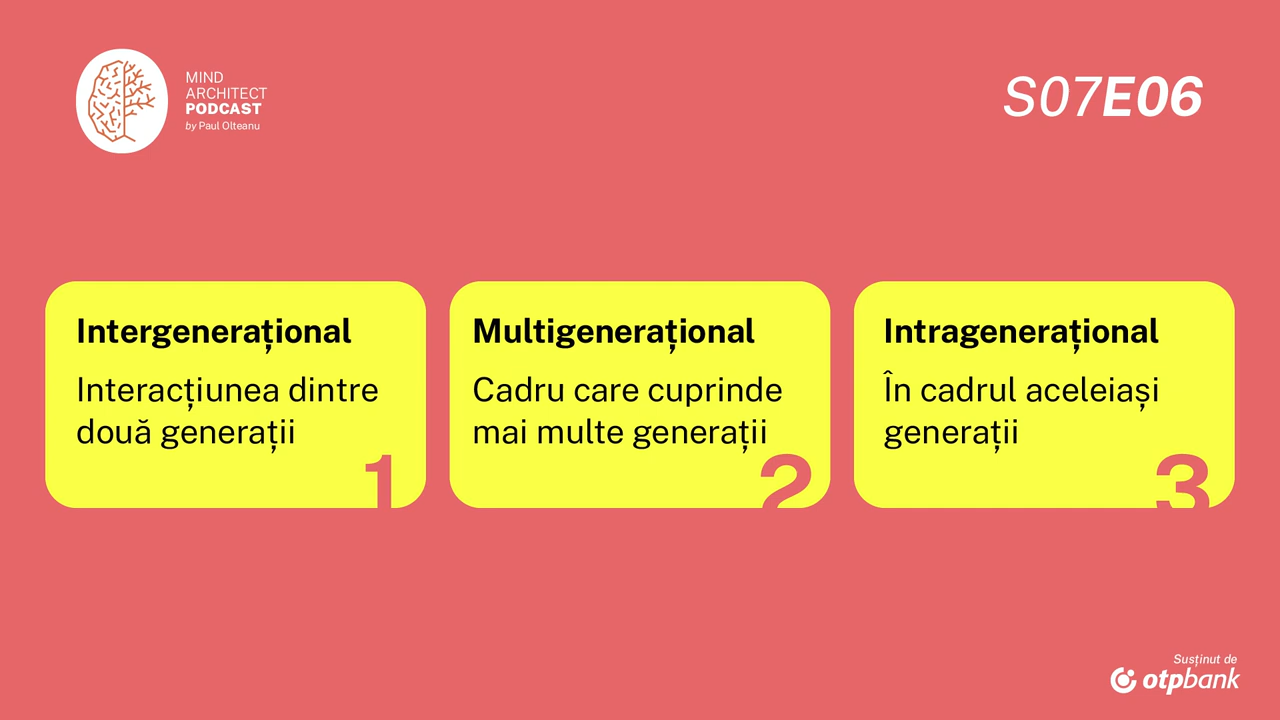 MIND
ARCHITECT
PODCAST
by Paul Olteanu
S07E06
Intergenerațional
Interacțiunea dintre
două generații
1
Multigenerațional
Cadru care cuprinde
mai multe generații
2
Intragenerațional
În cadrul aceleiași
generații
3
Susținut de
otpbank